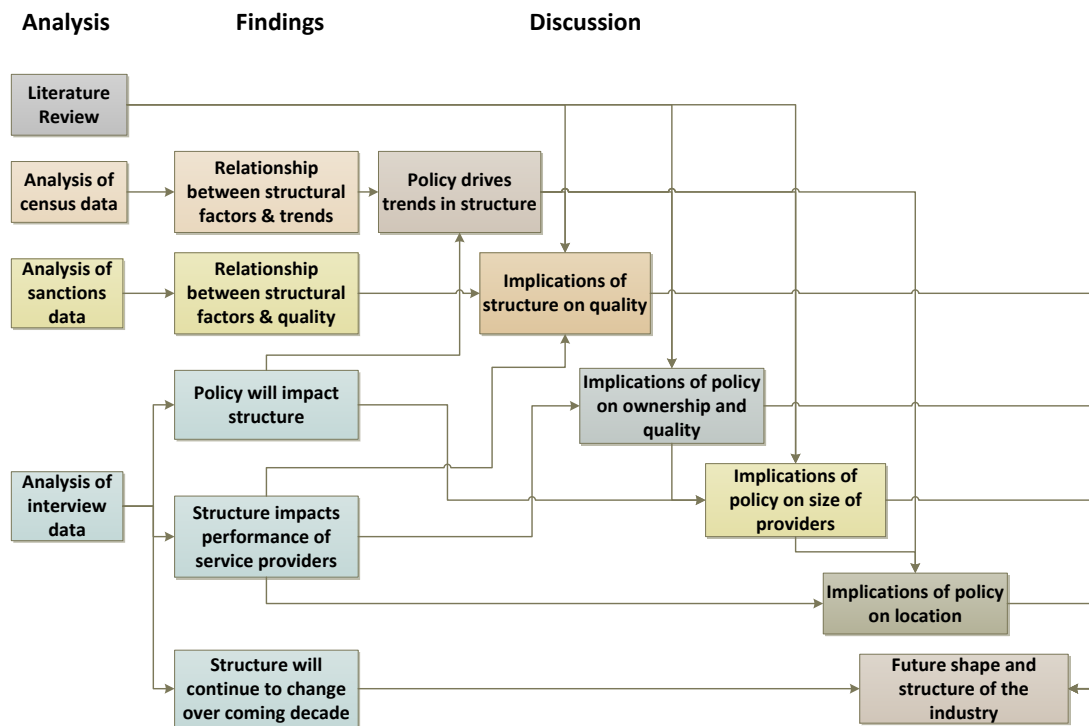 Analysis
Findings
Discussion
Literature
Review
Analysis of
census data
Relationship
between structural
factors & trends
Policy drives
trends in structure
Analysis of
sanctions
data
Relationship
between structural
factors & quality
Implications of
structure on quality
Policy will impact
structure
Implications of policy
on ownership and
quality
Analysis of
interview
data
Structure impacts
performance of
service providers
Implications of
policy on size of
providers
Implications of policy
on location
Structure will
continue to change
over coming decade
Future shape and
structure of the
industry